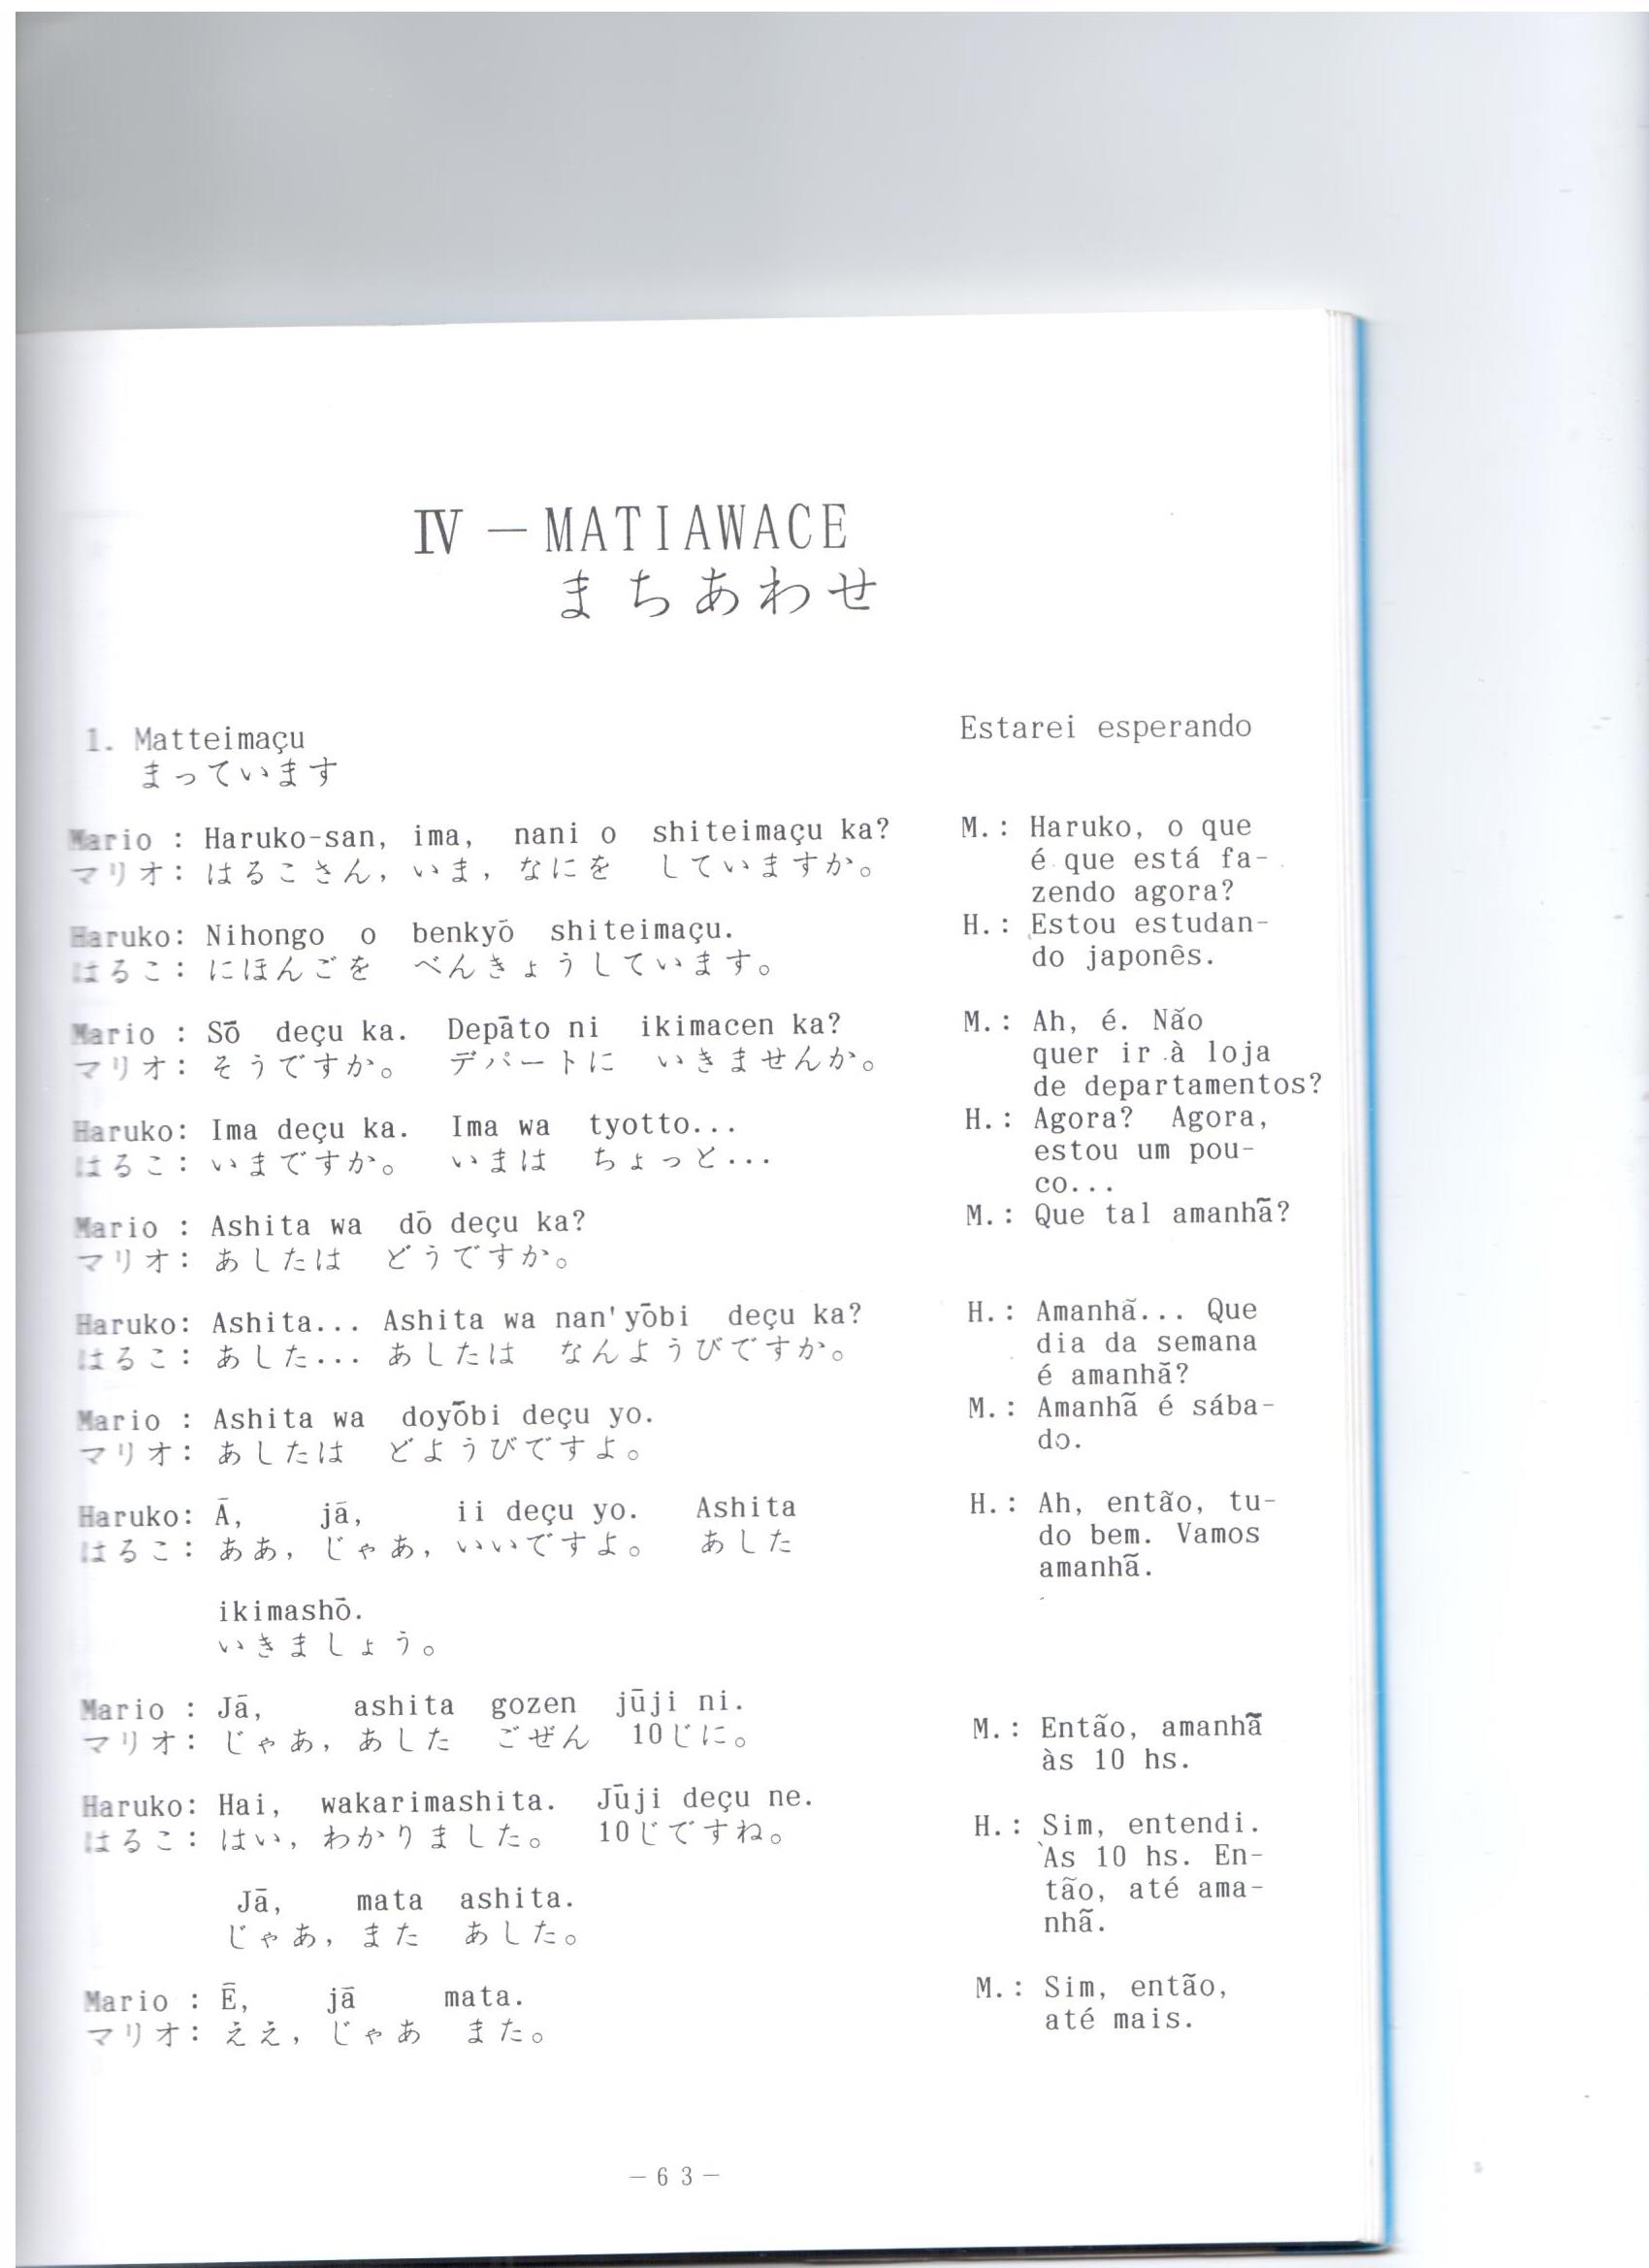 Ⅳ － MATIAWACE
まちあわせ
1. Matteimaçu
まっています
Estarei esperando
Mario : Haruko-san, ima, nani o shiteimaçu ka?
マリオ: はるこさん, いま, なにを していますか。
M.: Haruko, o que
é que está fa-
zendo agora?
Haruko: Nihongo o benkyō shiteimaçu.
はるこ: にほんごを べんきょうしています。
H.: Estou estudan-
do japonês.
Mario : Sō deçu ka. Depāto ni ikimacen ka?
マリオ: そうですか。 デパートに いきませんか。
M.: Ah, é. Não
quer ir à loja
de departamentos?
Haruko: Ima deçu ka. Ima wa tyotto...
はるこ: いまですか。 いまは ちょっと...
H.: Agora? Agora,
estou um pou-
co...
Mario : Ashita wa dō deçu ka?
マリオ: あしたは どうですか。
M.: Que tal amanhã?
Haruko: Ashita... Ashita wa nan'yōbi deçu ka?
はるこ: あした... あしたは なんようびですか。
H.: Amanhã... Que
dia da semana
é amanhã?
Mario : Ashita wa doyōbi deçu yo.
マリオ: あしたは どようびですよ。
M.: Amanhã é sába-
do.
Haruko: Ā, jā, ii deçu yo. Ashita
はるこ: ああ, じゃあ, いいですよ。 あした
ikimashō.
いきましょう。
H.: Ah, então, tu-
do bem. Vamos
amanhã.
Mario : Jā, ashita gozen jūji ni.
マリオ: じゃあ, あした ごぜん 10じに。
M.: Então, amanhã
às 10 hs.
Haruko: Hai, wakarimashita. Jūji deçu ne.
はるこ: はい, わかりました。 10じですね。
Jā, mata ashita.
じゃあ, また あした。
H.: Sim, entendi.
Às 10 hs. En-
tão, até ama-
nhã.
Mario : Ē, jā mata.
マリオ: ええ, じゃあ また。
M.: Sim, então,
até mais.
－63－